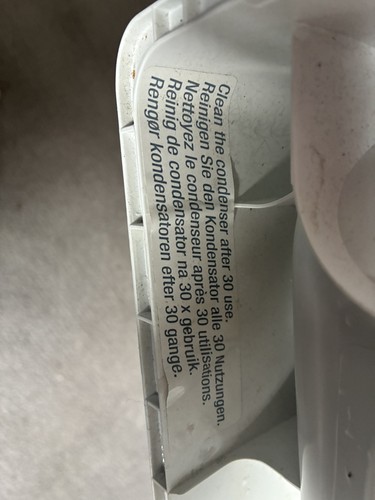 Clean the condenser after 30 use.
Reinigen Sie den Kondensator alle 30 Nutzungen.
Nettoyez le condenseur après 30 utilisations.
Reinig de condensator na 30 x gebruik.
Rengør kondensatoren efter 30 gange.